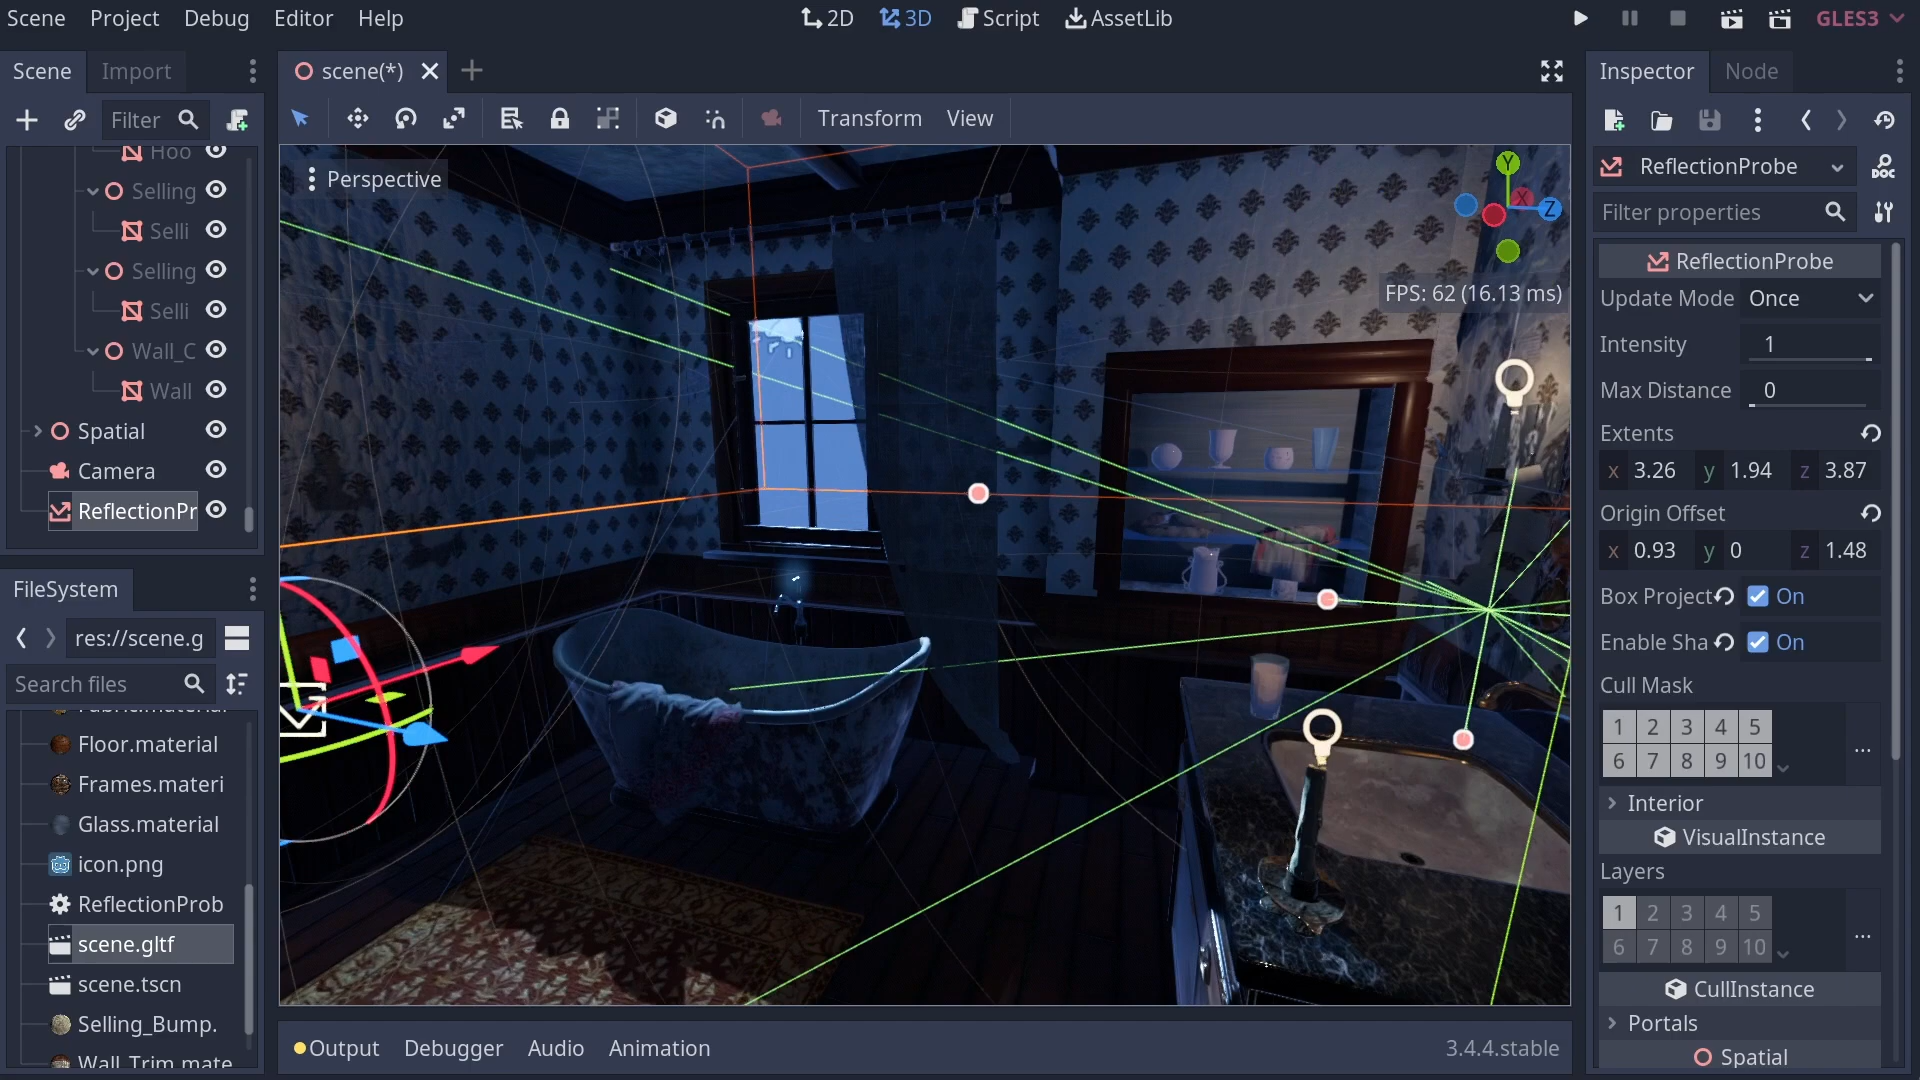 Scene Project Debug Editor Help
2D 3D Script AssetLib
GLES3
Scene Import
scene(*)
Inspector Node
Filter
Transform View
Hoo
Selling
Selli
Selling
Selli
Wall_C
Wall
Spatial
Camera
ReflectionPr
FileSystem
res://scene.g
Search files
Floor.material
Frames.materi
Glass.material
icon.png
ReflectionProb
scene.gltf
scene.tscn
Selling_Bump.
Wall_Trim.mate
Perspective
Y
X
Z
FPS: 62 (16.13 ms)
Output Debugger Audio Animation
3.4.4.stable
ReflectionProbe
DOC
Filter properties
ReflectionProbe
Update Mode Once
Intensity 1
Max Distance 0
Extents
x 3.26 y 1.94 z 3.87
Origin Offset
x 0.93 y 0 z 1.48
Box Project On
Enable Sha On
Cull Mask
1 2 3 4 5
6 7 8 9 10
...
Interior
VisualInstance
Layers
1 2 3 4 5
6 7 8 9 10
...
CullInstance
Portals
Spatial